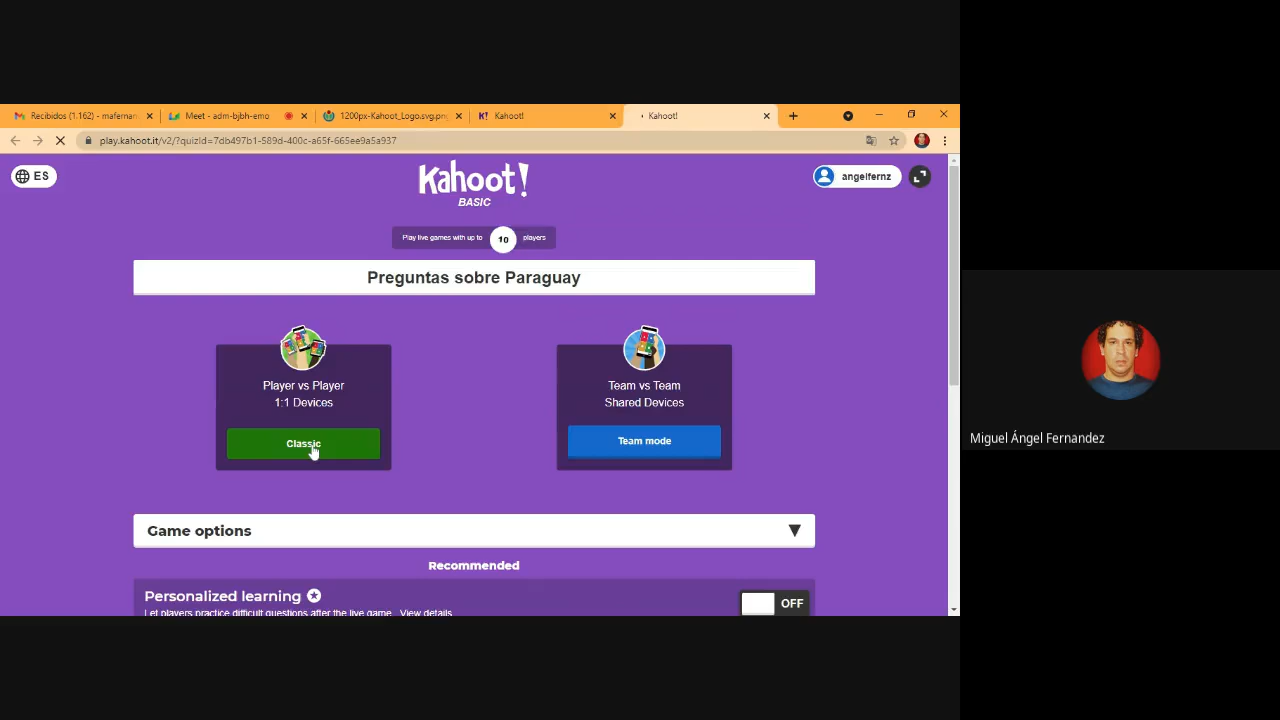 Recibidos (1.162) - mafernan
Meet - adm-bjbh-emo
1200px-Kahoot_Logo.svg.png
Kahoot!
Kahoot!
play.kahoot.it/v2/?quizId=7db497b1-589d-400c-a65f-665ee9a5a937
ES
Kahoot!
BASIC
angelfernz
Play live games with up to 10 players
Preguntas sobre Paraguay
Player vs Player
1:1 Devices
Classic
Team vs Team
Shared Devices
Team mode
Game options
Recommended
Personalized learning
OFF
Let players practice difficult questions after the live game. View details
Miguel Ángel Fernandez